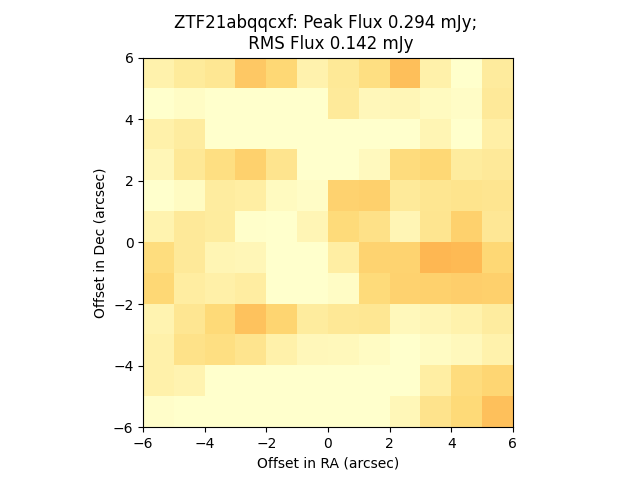 ZTF21abqqcxf: Peak Flux 0.294 mJy;
RMS Flux 0.142 mJy
6
4
2
0
−2
−4
−6
Offset in Dec (arcsec)
−6 −4 −2 0 2 4 6
Offset in RA (arcsec)